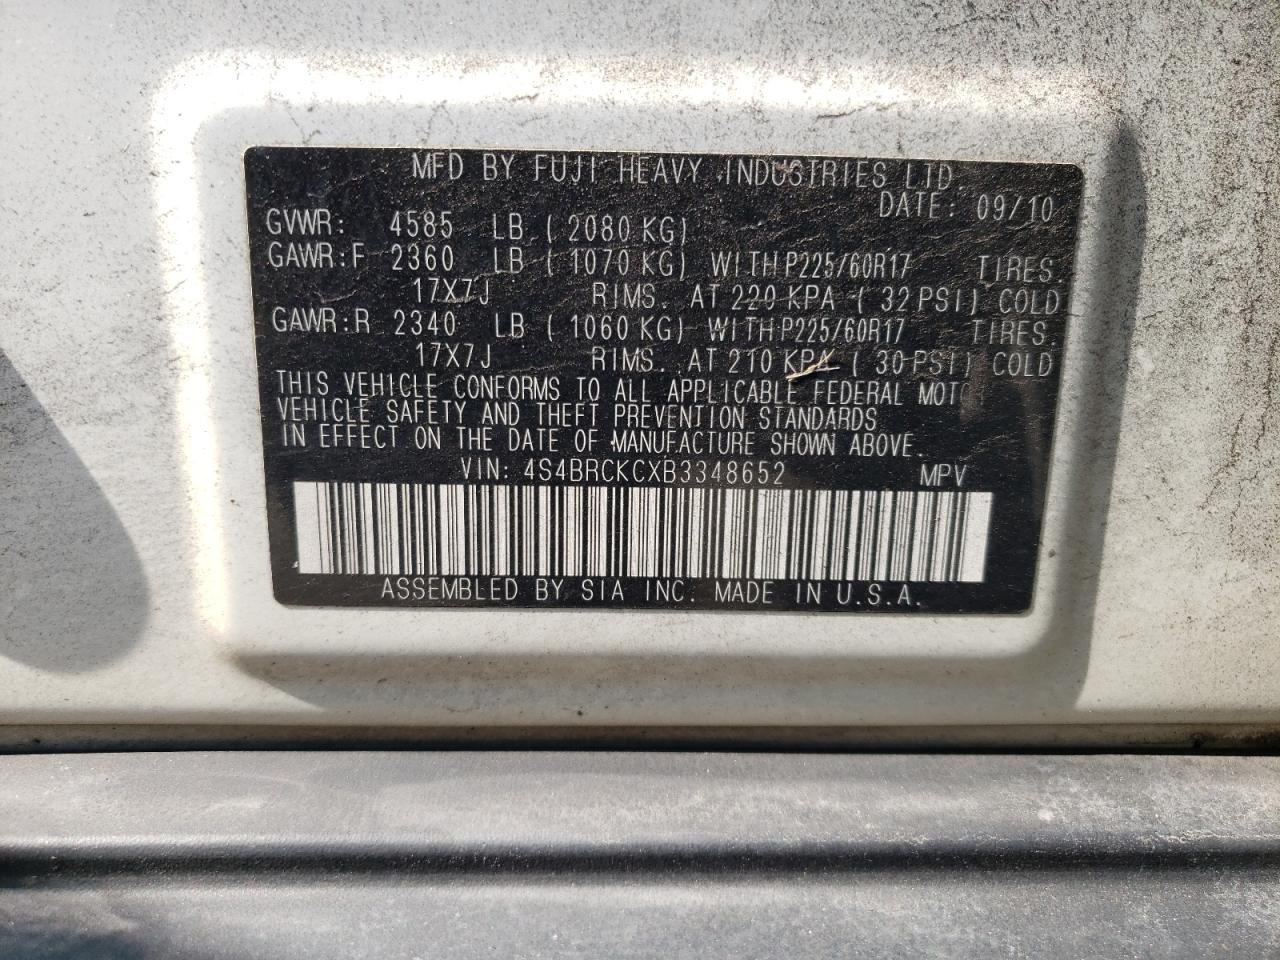 MFD BY FUJI HEAVY INDUSTRIES LTD.
DATE: 09/10
GVWR: 4585 LB ( 2080 KG)
GAWR:F 2360 LB ( 1070 KG) WITH P225/60R17 TIRES.
17X7J RIMS. AT 220 KPA ( 32 PSI) COLD
GAWR:R 2340 LB ( 1060 KG) WITH P225/60R17 TIRES.
17X7J RIMS. AT 210 KPA ( 30 PSI) COLD
THIS VEHICLE CONFORMS TO ALL APPLICABLE FEDERAL MOTO
VEHICLE SAFETY AND THEFT PREVENTION STANDARDS
IN EFFECT ON THE DATE OF MANUFACTURE SHOWN ABOVE.
VIN: 4S4BRCKCXB3348652 MPV
ASSEMBLED BY SIA INC. MADE IN U.S.A.